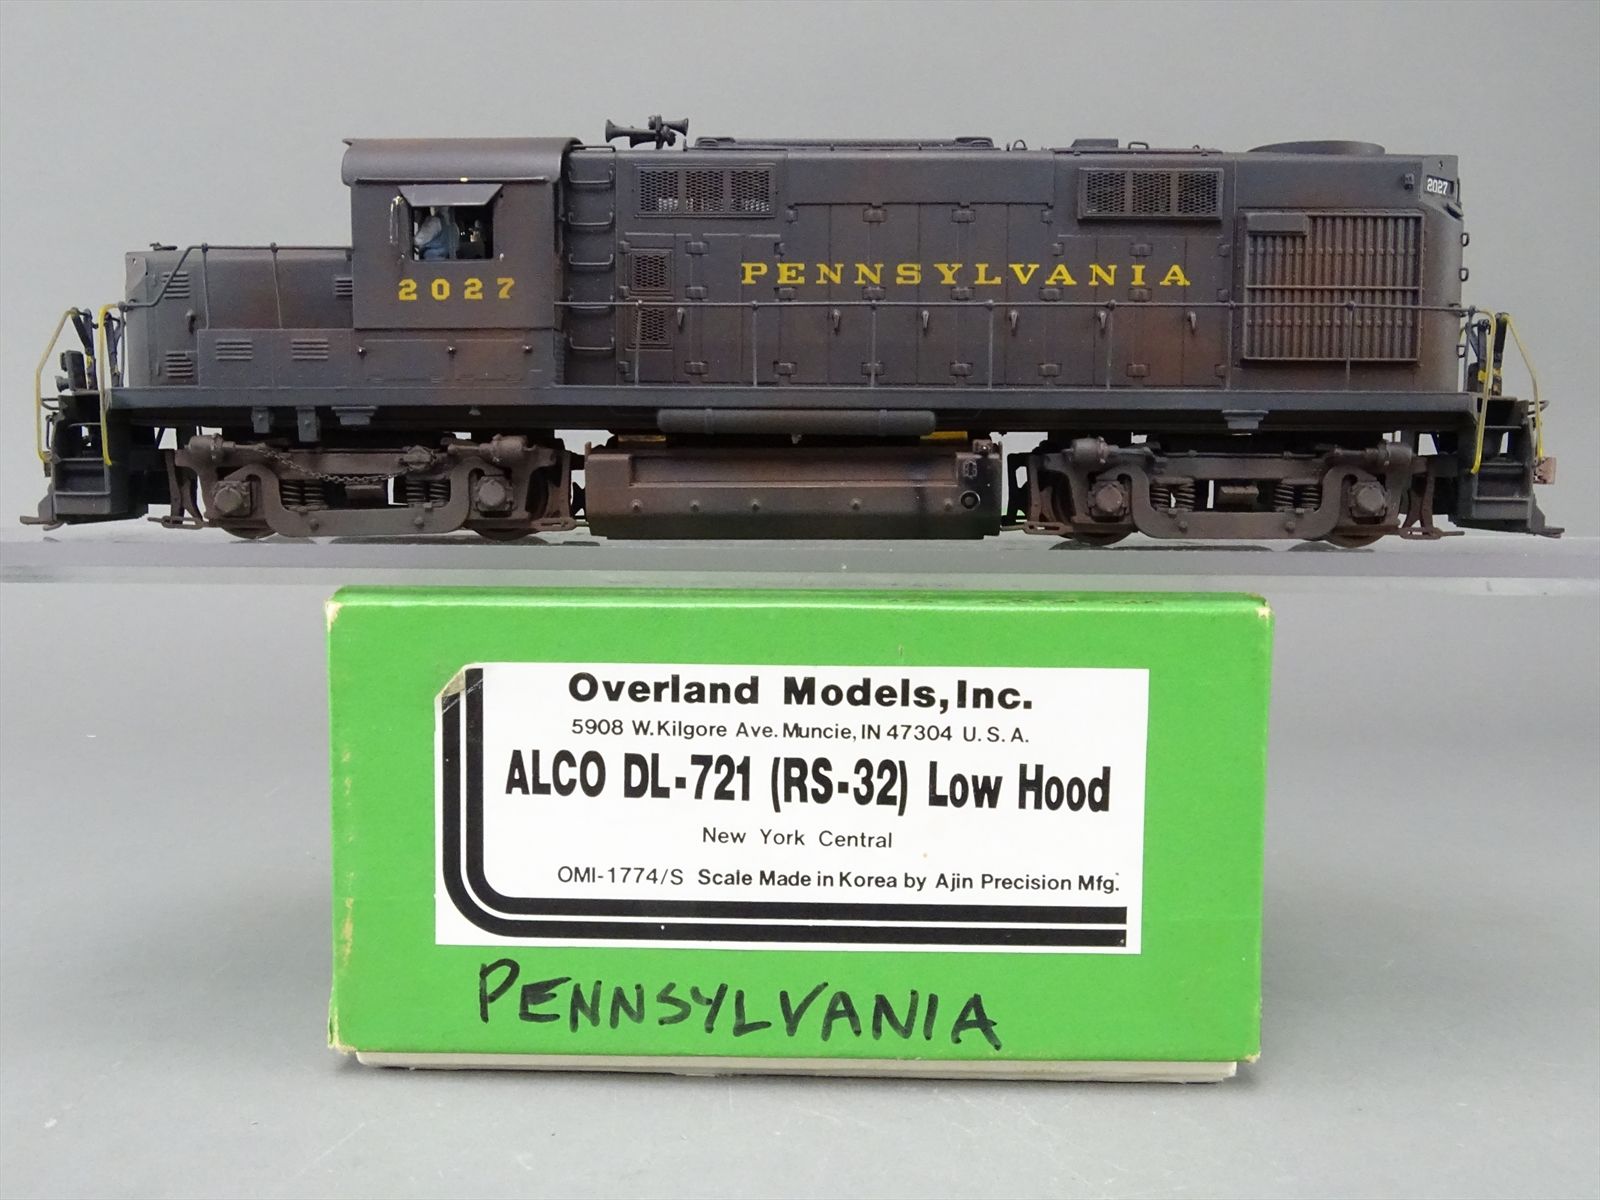 2027
PENNSYLVANIA
2027
Overland Models, Inc.
5908 W. Kilgore Ave. Muncie, IN 47304 U. S. A.
ALCO DL-721 (RS-32) Low Hood
New York Central
OMI-1774/S Scale Made in Korea by Ajin Precision Mfg.
PENNSYLVANIA